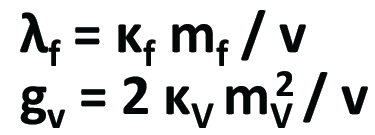 λf = κf mf / v
gv = 2 κV mV² / v